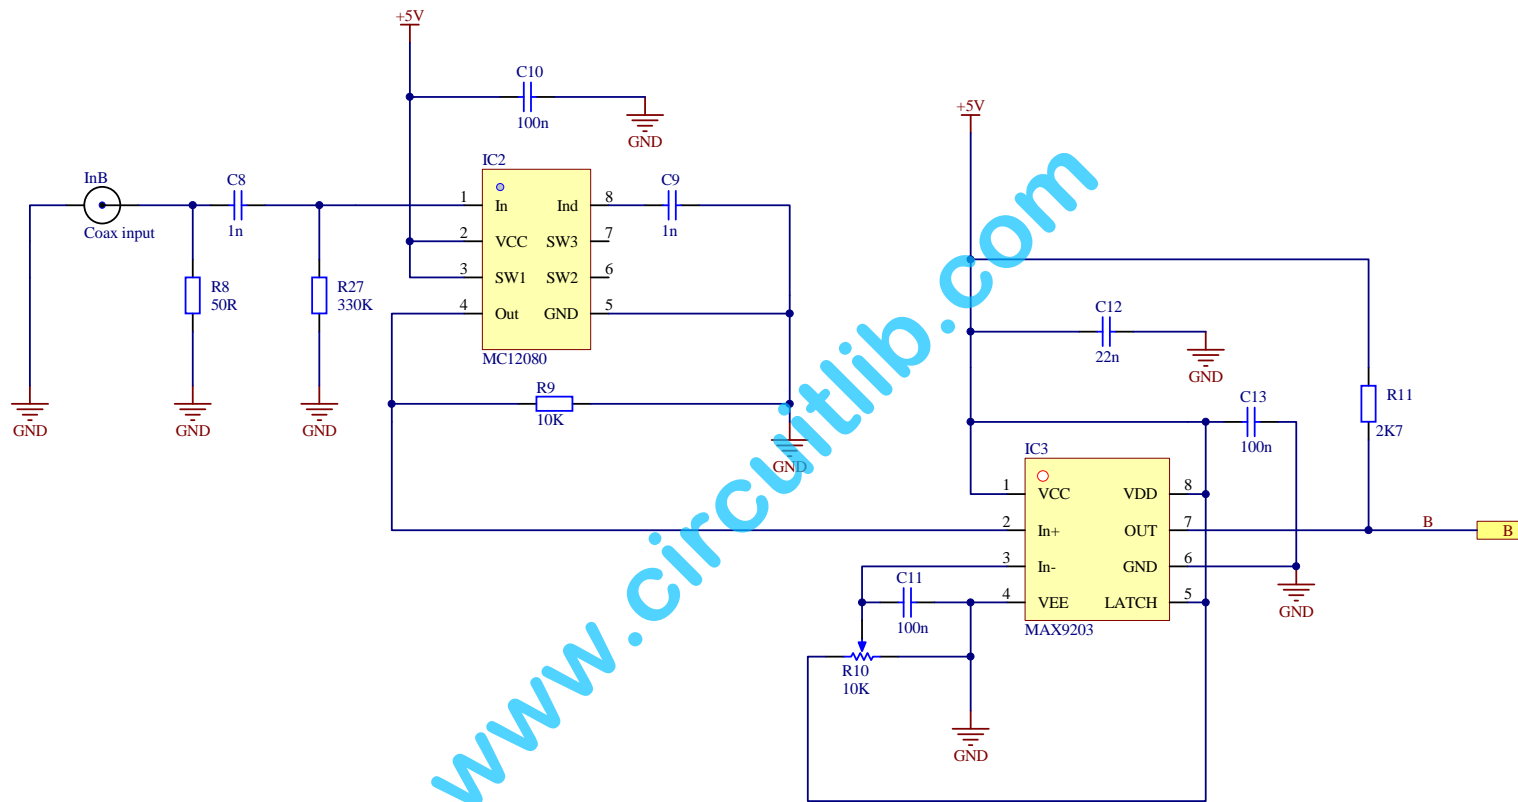 +5V
C10
100n
GND
+5V
IC2
InB
Coax input
C8
1n
1
2
3
4
In
VCC
SW1
Out
Ind
SW3
SW2
GND
8
7
6
5
MC12080
C9
1n
R8
50R
R27
330K
GND
GND
GND
R9
10K
GND
C12
22n
GND
R11
2K7
C13
100n
IC3
1
2
3
4
VCC
In+
In-
VEE
VDD
OUT
GND
LATCH
8
7
6
5
MAX9203
B
B
GND
C11
100n
R10
10K
GND
www.circuitlib.com